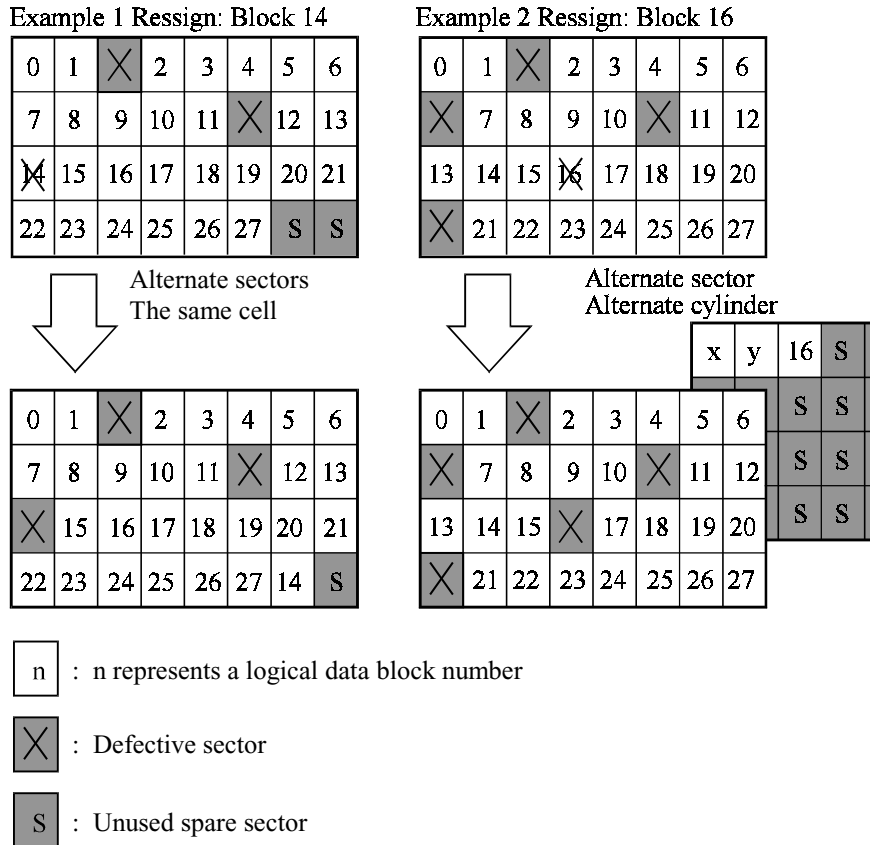 Example 1 Ressign: Block 14
0 1 X 2 3 4 5 6
7 8 9 10 11 X 12 13
14 15 16 17 18 19 20 21
22 23 24 25 26 27 S S
Alternate sectors
The same cell
0 1 X 2 3 4 5 6
7 8 9 10 11 X 12 13
X 15 16 17 18 19 20 21
22 23 24 25 26 27 14 S
Example 2 Ressign: Block 16
0 1 X 2 3 4 5 6
X 7 8 9 10 X 11 12
13 14 15 16 17 18 19 20
X 21 22 23 24 25 26 27
Alternate sector
Alternate cylinder
x y 16 S
S S
S S
S S
0 1 X 2 3 4 5 6
X 7 8 9 10 X 11 12
13 14 15 X 17 18 19 20
X 21 22 23 24 25 26 27
n : n represents a logical data block number
X : Defective sector
S : Unused spare sector